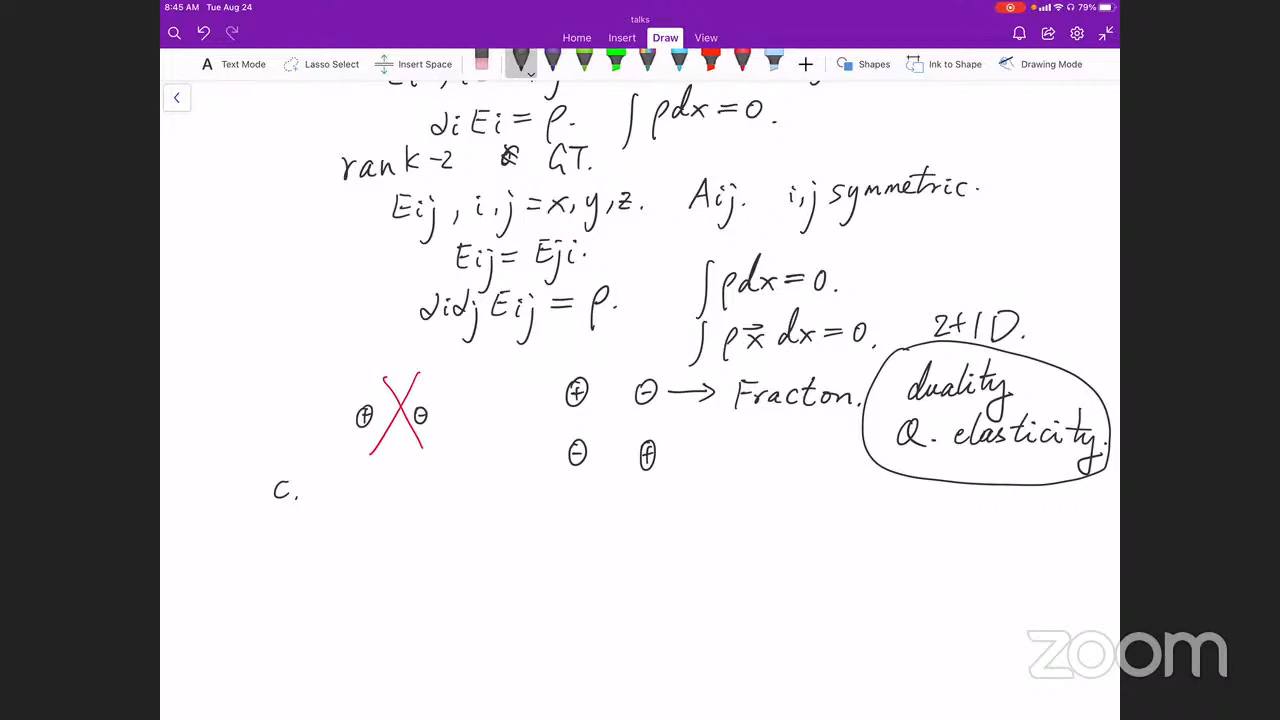 8:45 AM Tue Aug 24
79%
talks
Home Insert Draw View
Text Mode Lasso Select Insert Space Shapes Ink to Shape Drawing Mode
∂i Ei = ρ. ∫ρdx = 0.
rank-2 GT.
Eij, i,j = x,y,z. Aij. i,j symmetric.
Eij = Eji.
∂i∂j Eij = ρ. ∫ρdx = 0.
∫ρx⃗ dx = 0. 2+1D.
⊕ ⊖ → Fracton. duality
⊕ ⊖ Q. elasticity.
⊖ ⊕
c.
zoom